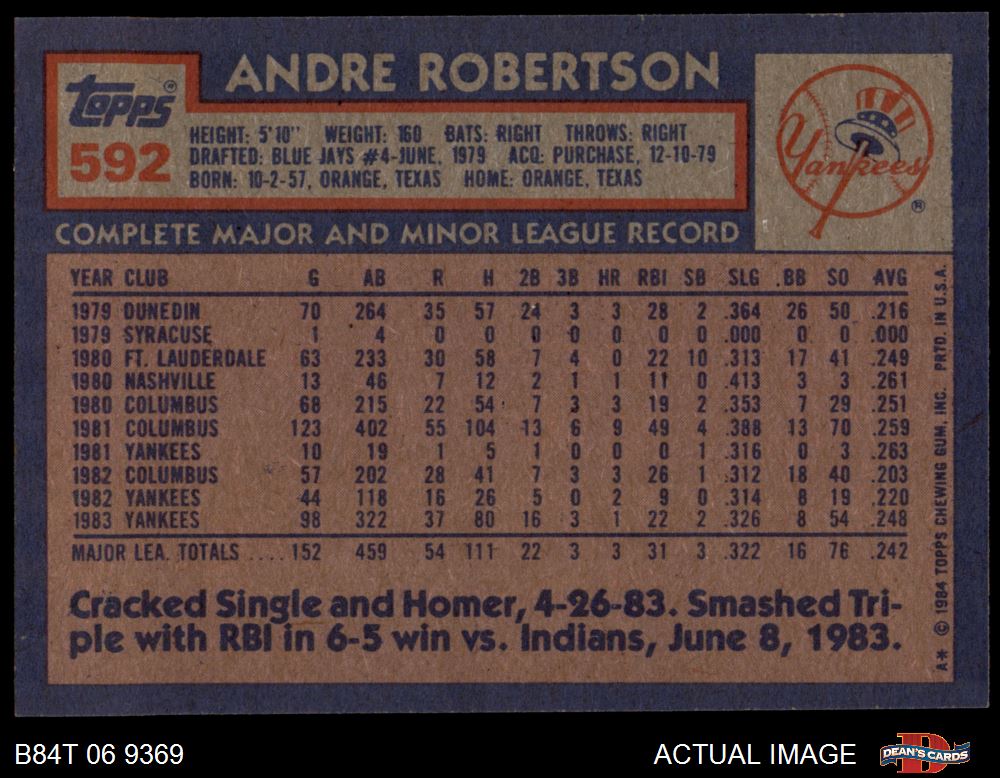 ANDRE ROBERTSON
Topps®
592
HEIGHT: 5'10" WEIGHT: 160 BATS: RIGHT THROWS: RIGHT
DRAFTED: BLUE JAYS #4-JUNE, 1979 ACQ: PURCHASE, 12-10-79
BORN: 10-2-57, ORANGE, TEXAS HOME: ORANGE, TEXAS
Yankees
®
COMPLETE MAJOR AND MINOR LEAGUE RECORD
YEAR CLUB G AB R H 2B 3B HR RBI SB SLG .BB SO AVG
1979 DUNEDIN 70 264 35 57 24 3 3 28 2 .364 26 50 .216
1979 SYRACUSE 1 4 0 0 0 0 0 0 0 .000 0 0 .000
1980 FT. LAUDERDALE 63 233 30 58 7 4 0 22 10 .313 17 41 .249
1980 NASHVILLE 13 46 7 12 2 1 1 11 0 .413 3 3 .261
1980 COLUMBUS 68 215 22 54 7 3 3 19 2 .353 7 29 .251
1981 COLUMBUS 123 402 55 104 13 6 9 49 4 .388 13 70 .259
1981 YANKEES 10 19 1 5 1 0 0 0 1 .316 0 3 .263
1982 COLUMBUS 57 202 28 41 7 3 3 26 1 .312 18 40 .203
1982 YANKEES 44 118 16 26 5 0 2 9 0 .314 8 19 .220
1983 YANKEES 98 322 37 80 16 3 1 22 2 .326 8 54 .248
MAJOR LEA. TOTALS .... 152 459 54 111 22 3 3 31 3 .322 16 76 .242
Cracked Single and Homer, 4-26-83. Smashed Tri-
ple with RBI in 6-5 win vs. Indians, June 8, 1983.
A* © 1984 TOPPS CHEWING GUM, INC. PRTD. IN U.S.A.
B84T 06 9369
ACTUAL IMAGE
DEAN'S CARDS